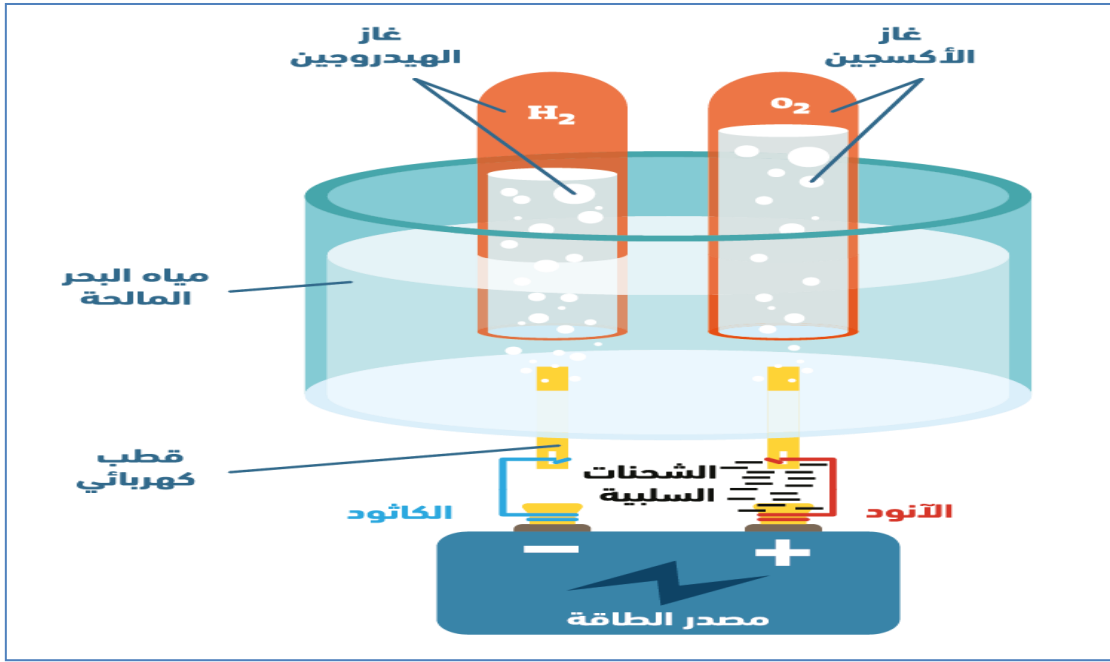 غاز
الأكسجين
غاز
الهيدروجين
O₂
H₂
مياه البحر
المالحة
قطب
كهربائي
الشحنات
السلبية
الآنود
الكاثود
+
−
مصدر الطاقة